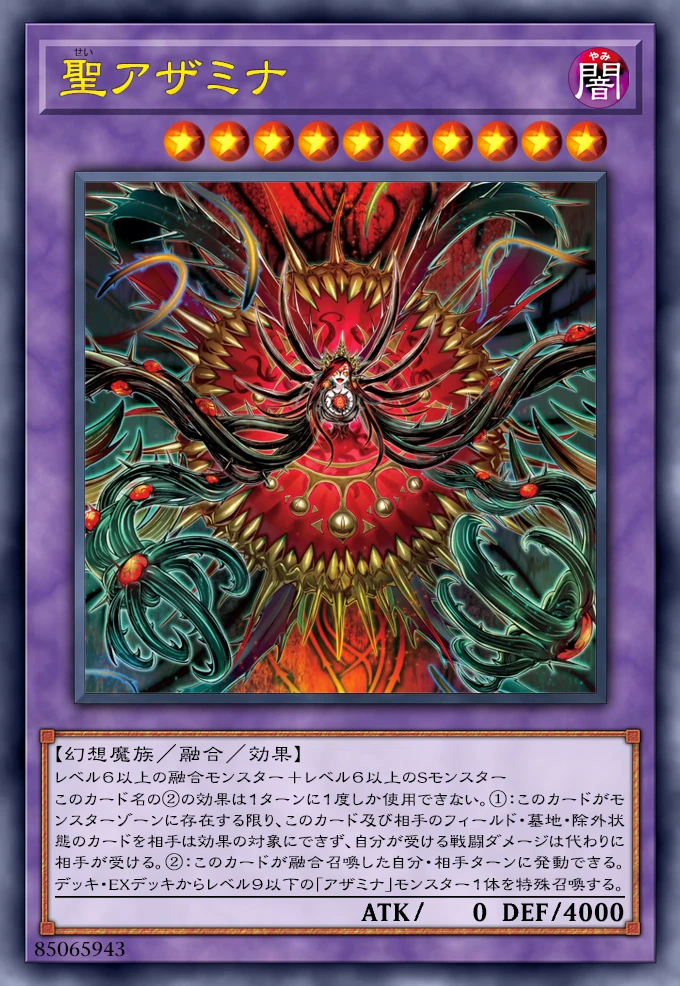 せい
聖アザミナ
やみ
闇
【幻想魔族／融合／効果】
レベル６以上の融合モンスター＋レベル６以上のSモンスター
このカード名の②の効果は１ターンに１度しか使用できない。①：このカードがモ
ンスターゾーンに存在する限り、このカード及び相手のフィールド・墓地・除外状
態のカードを相手は効果の対象にできず、自分が受ける戦闘ダメージは代わりに
相手が受ける。②：このカードが融合召喚した自分・相手ターンに発動できる。
デッキ・EXデッキからレベル９以下の「アザミナ」モンスター１体を特殊召喚する。
ATK/ 0 DEF/4000
85065943